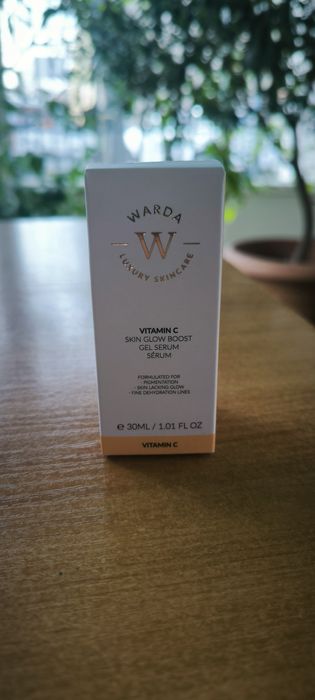 WARDA
W
LUXURY SKINCARE
VITAMIN C
SKIN GLOW BOOST
GEL SERUM
SÉRUM
FORMULATED FOR
· PIGMENTATION
· SKIN LACKING GLOW
· FINE DEHYDRATION LINES
℮ 30ML / 1.01 FL OZ
VITAMIN C